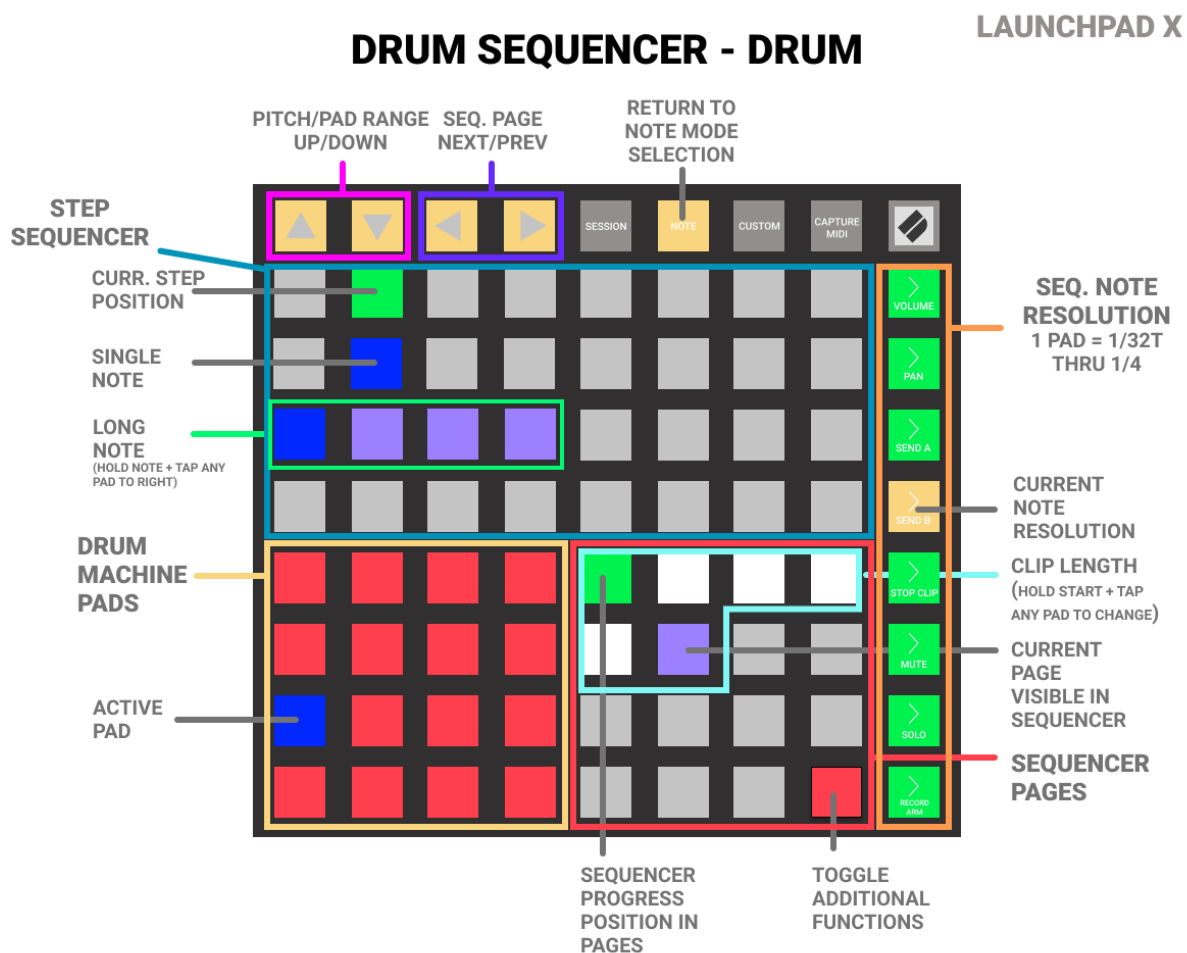 LAUNCHPAD X
DRUM SEQUENCER - DRUM
PITCH/PAD RANGE
UP/DOWN
SEQ. PAGE
NEXT/PREV
RETURN TO
NOTE MODE
SELECTION
STEP
SEQUENCER
SESSION
NOTE
CUSTOM
CAPTURE
MIDI
CURR. STEP
POSITION
VOLUME
SEQ. NOTE
RESOLUTION
1 PAD = 1/32T
THRU 1/4
SINGLE
NOTE
PAN
LONG
NOTE
(HOLD NOTE + TAP ANY
PAD TO RIGHT)
SEND A
SEND B
CURRENT
NOTE
RESOLUTION
DRUM
MACHINE
PADS
STOP CLIP
CLIP LENGTH
(HOLD START + TAP
ANY PAD TO CHANGE)
MUTE
CURRENT
PAGE
VISIBLE IN
SEQUENCER
ACTIVE
PAD
SOLO
SEQUENCER
PAGES
RECORD
ARM
SEQUENCER
PROGRESS
POSITION IN
PAGES
TOGGLE
ADDITIONAL
FUNCTIONS